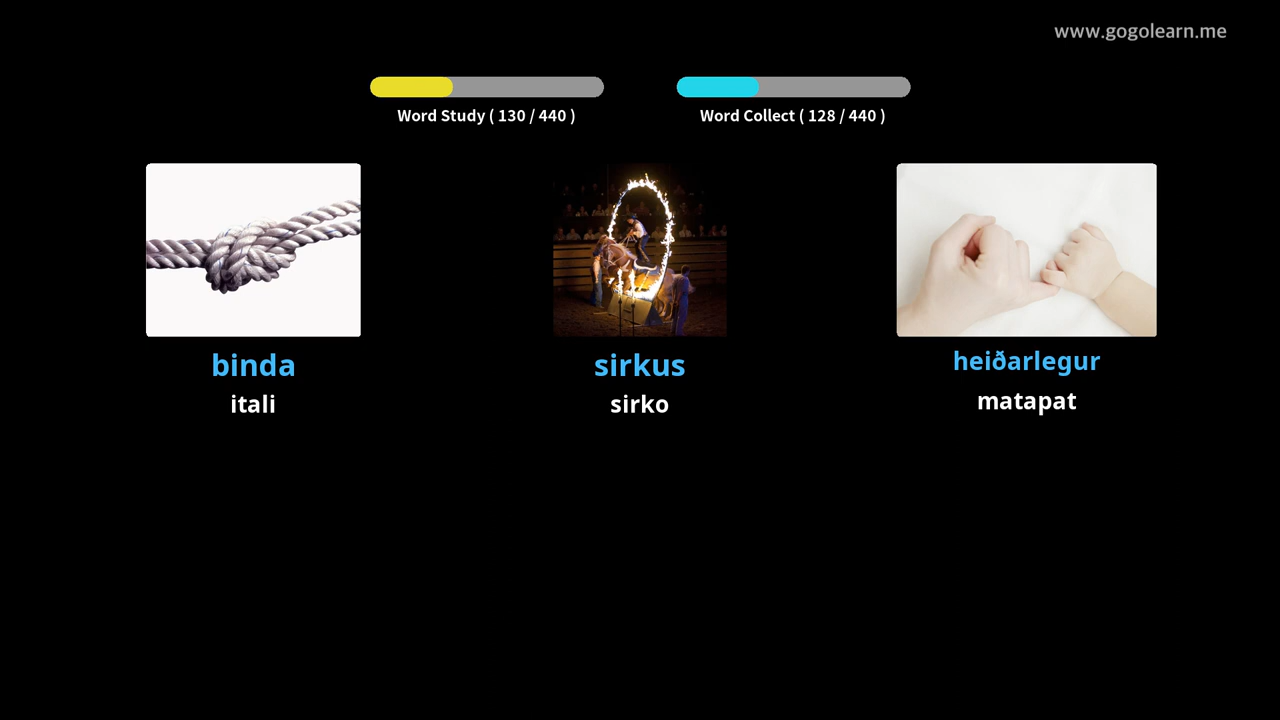 www.gogolearn.me
Word Study ( 130 / 440 )
Word Collect ( 128 / 440 )
binda
itali
sirkus
sirko
heiðarlegur
matapat